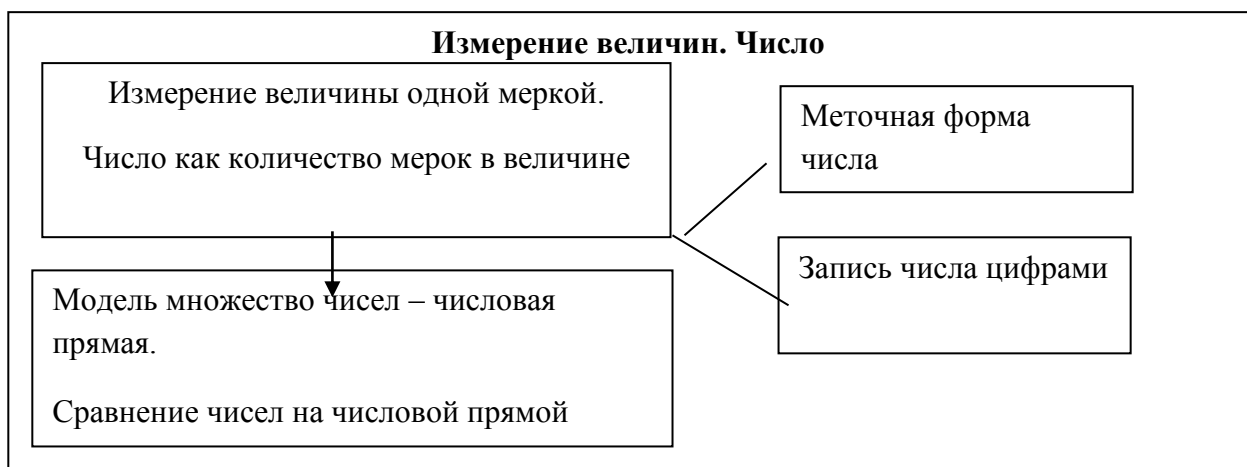 Измерение величин. Число
Измерение величины одной меркой.
Число как количество мерок в величине
Меточная форма
числа
Запись числа цифрами
Модель множество чисел – числовая
прямая.
Сравнение чисел на числовой прямой